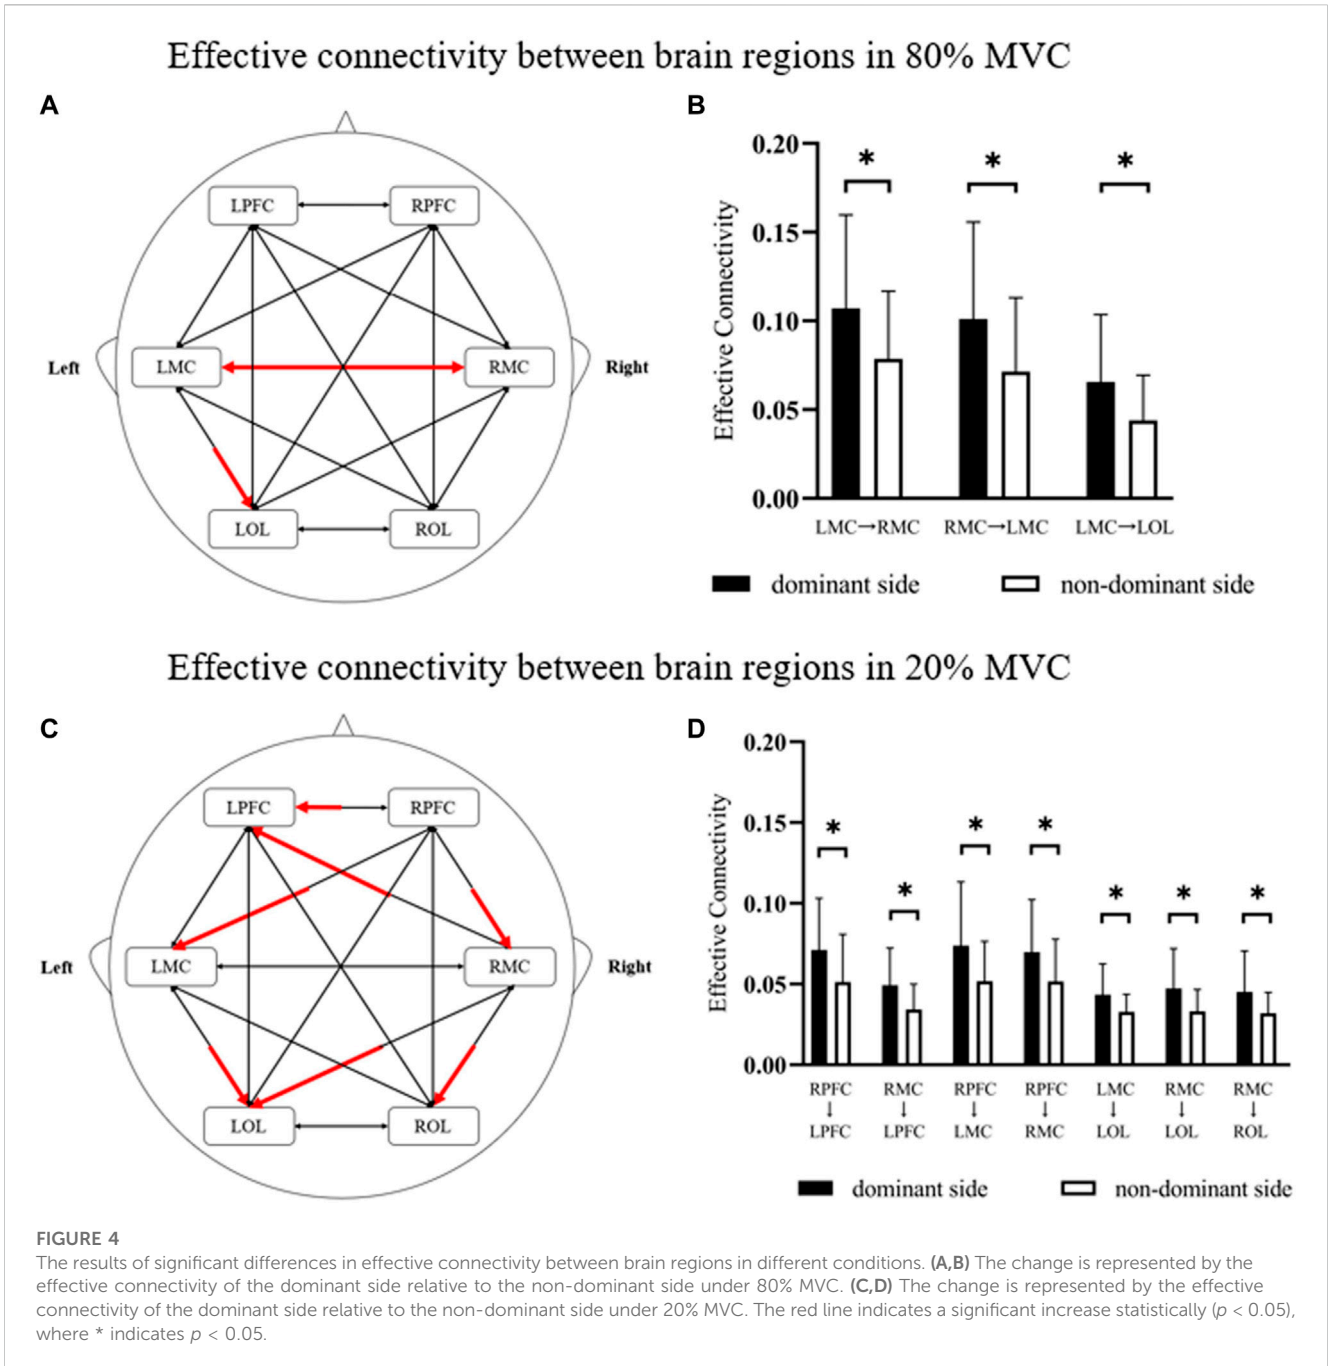 Effective connectivity between brain regions in 80% MVC
A
LPFC
RPFC
Left
LMC
RMC
Right
LOL
ROL
B
Effective Connectivity
0.20
0.15
0.10
0.05
0.00
*
*
*
LMC→RMC
RMC→LMC
LMC→LOL
dominant side
non-dominant side
Effective connectivity between brain regions in 20% MVC
C
LPFC
RPFC
Left
LMC
RMC
Right
LOL
ROL
D
Effective Connectivity
0.20
0.15
0.10
0.05
0.00
*
*
*
*
*
*
*
RPFC RMC RPFC RPFC LMC RMC RMC
↓ ↓ ↓ ↓ ↓ ↓ ↓
LPFC LPFC LMC RMC LOL LOL ROL
dominant side
non-dominant side
FIGURE 4
The results of significant differences in effective connectivity between brain regions in different conditions. (A,B) The change is represented by the
effective connectivity of the dominant side relative to the non-dominant side under 80% MVC. (C,D) The change is represented by the effective
connectivity of the dominant side relative to the non-dominant side under 20% MVC. The red line indicates a significant increase statistically (p < 0.05),
where * indicates p < 0.05.